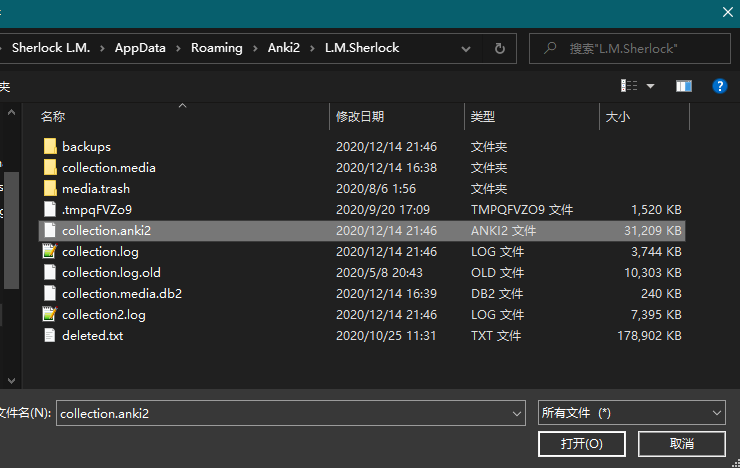 Sherlock L.M. › AppData › Roaming › Anki2 › L.M.Sherlock 搜索"L.M.Sherlock"
夹
名称 修改日期 类型 大小
backups 2020/12/14 21:46 文件夹
collection.media 2020/12/14 16:38 文件夹
media.trash 2020/8/6 1:56 文件夹
.tmpqFVZo9 2020/9/20 17:09 TMPQFVZO9 文件 1,520 KB
collection.anki2 2020/12/14 21:46 ANKI2 文件 31,209 KB
collection.log 2020/12/14 21:46 LOG 文件 3,744 KB
collection.log.old 2020/5/8 20:43 OLD 文件 10,303 KB
collection.media.db2 2020/12/14 16:39 DB2 文件 240 KB
collection2.log 2020/12/14 21:46 LOG 文件 7,395 KB
deleted.txt 2020/10/25 11:31 TXT 文件 178,902 KB
文件名(N): collection.anki2 所有文件 (*)
打开(O) 取消